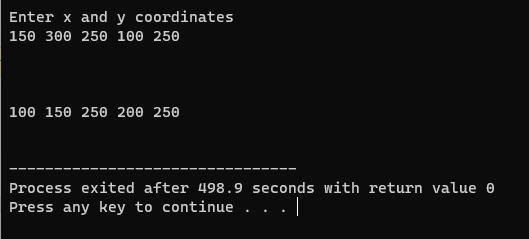 Enter x and y coordinates
150 300 250 100 250
100 150 250 200 250
--------------------------------
Process exited after 498.9 seconds with return value 0
Press any key to continue . . .